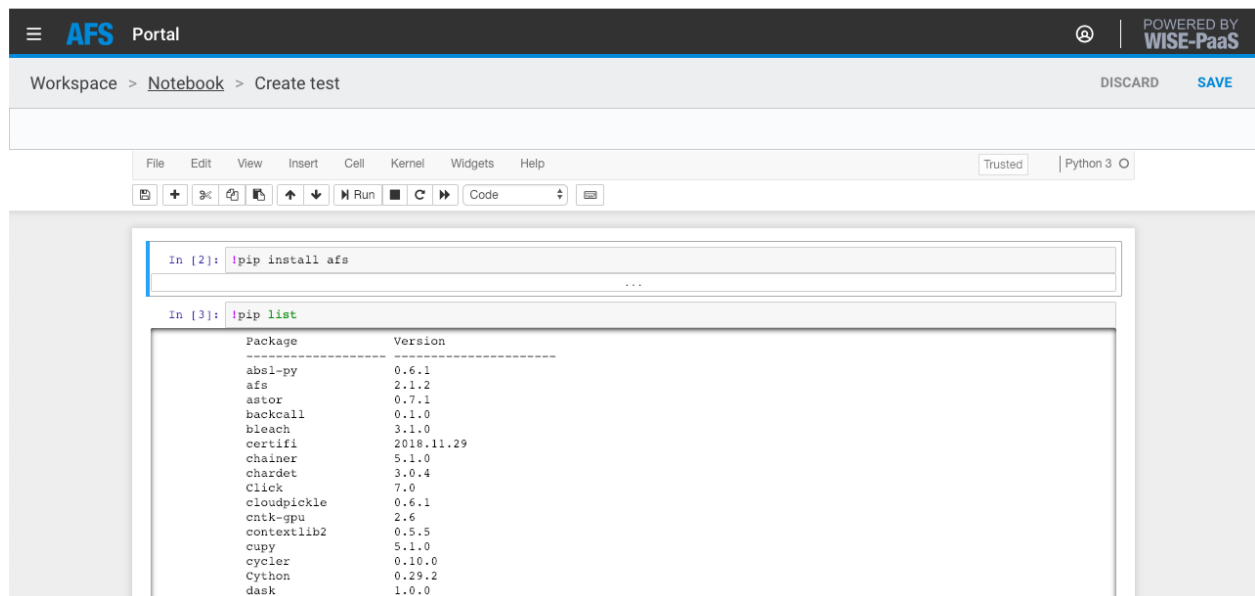 AFS Portal
POWERED BY
WISE-PaaS
Workspace > Notebook > Create test
DISCARD SAVE
File Edit View Insert Cell Kernel Widgets Help Trusted Python 3
Run Code
In [2]: !pip install afs
...
In [3]: !pip list
Package Version
------------------- ----------------------
absl-py 0.6.1
afs 2.1.2
astor 0.7.1
backcall 0.1.0
bleach 3.1.0
certifi 2018.11.29
chainer 5.1.0
chardet 3.0.4
Click 7.0
cloudpickle 0.6.1
cntk-gpu 2.6
contextlib2 0.5.5
cupy 5.1.0
cycler 0.10.0
Cython 0.29.2
dask 1.0.0